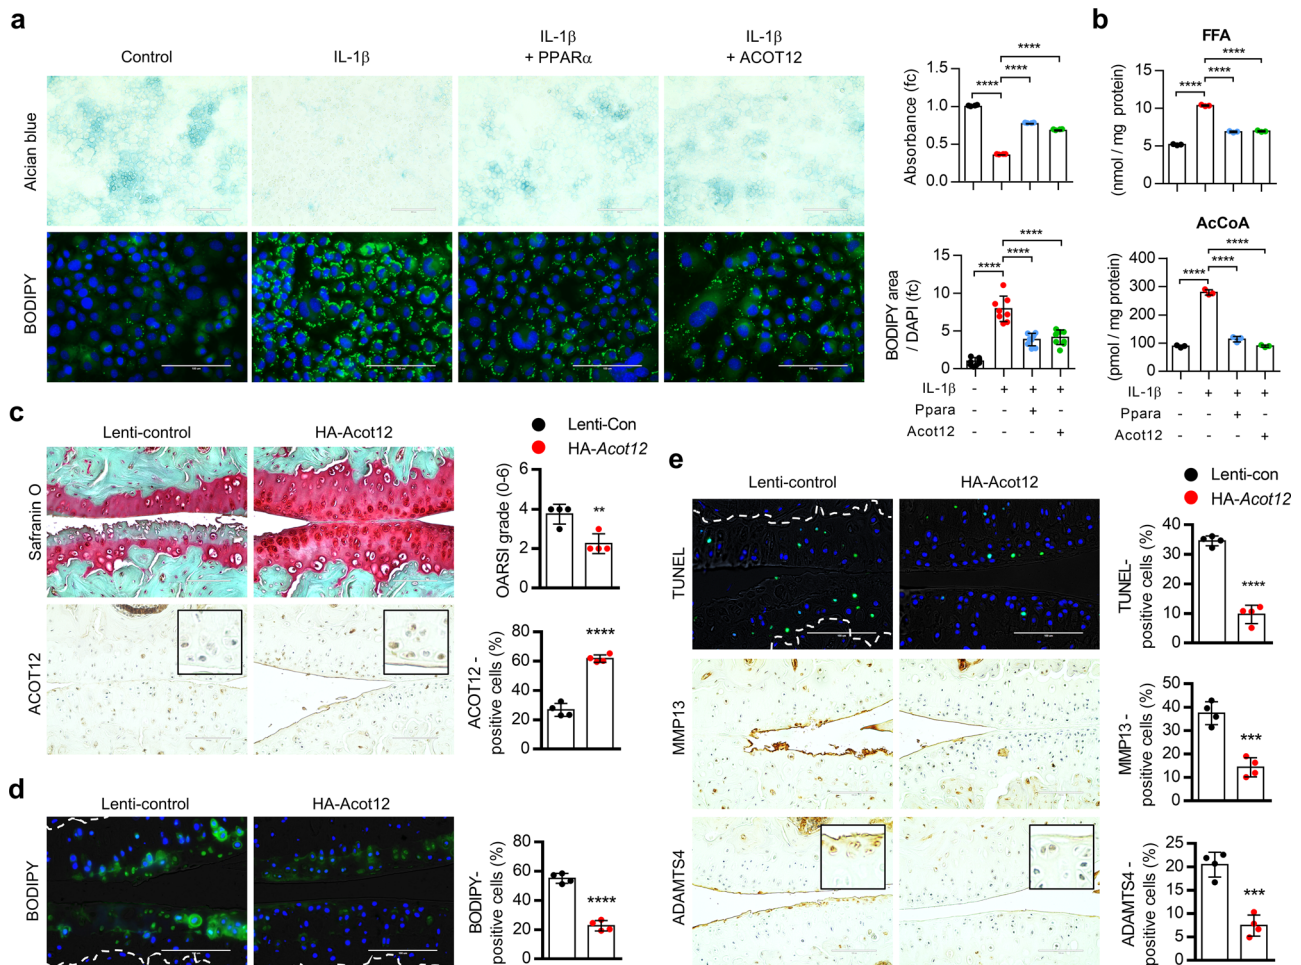 a
Control
IL-1β
IL-1β
+ PPARα
IL-1β
+ ACOT12
Alcian blue
BODIPY
Absorbance (fc)
1.5
1.0
0.5
0.0
****
****
****
BODIPY area
/ DAPI (fc)
15
10
5
0
****
****
****
IL-1β - + + +
Ppara - - + -
Acot12 - - - +
b
FFA
(nmol / mg protein)
15
10
5
0
****
****
****
AcCoA
(pmol / mg protein)
400
300
200
100
0
****
****
****
IL-1β - + + +
Ppara - - + -
Acot12 - - - +
c
Lenti-control
HA-Acot12
Safranin O
ACOT12
Lenti-Con
HA-Acot12
OARSI grade (0-6)
6
4
2
0
**
ACOT12 -
positive cells (%)
80
60
40
20
0
****
d
Lenti-control
HA-Acot12
BODIPY
BODIPY-
positive cells (%)
80
60
40
20
0
****
e
Lenti-control
HA-Acot12
Lenti-con
HA-Acot12
TUNEL
MMP13
ADAMTS4
TUNEL-
positive cells (%)
40
30
20
10
0
****
MMP13 -
positive cells (%)
50
40
30
20
10
0
***
ADAMTS4 -
positive cells (%)
25
20
15
10
5
0
***